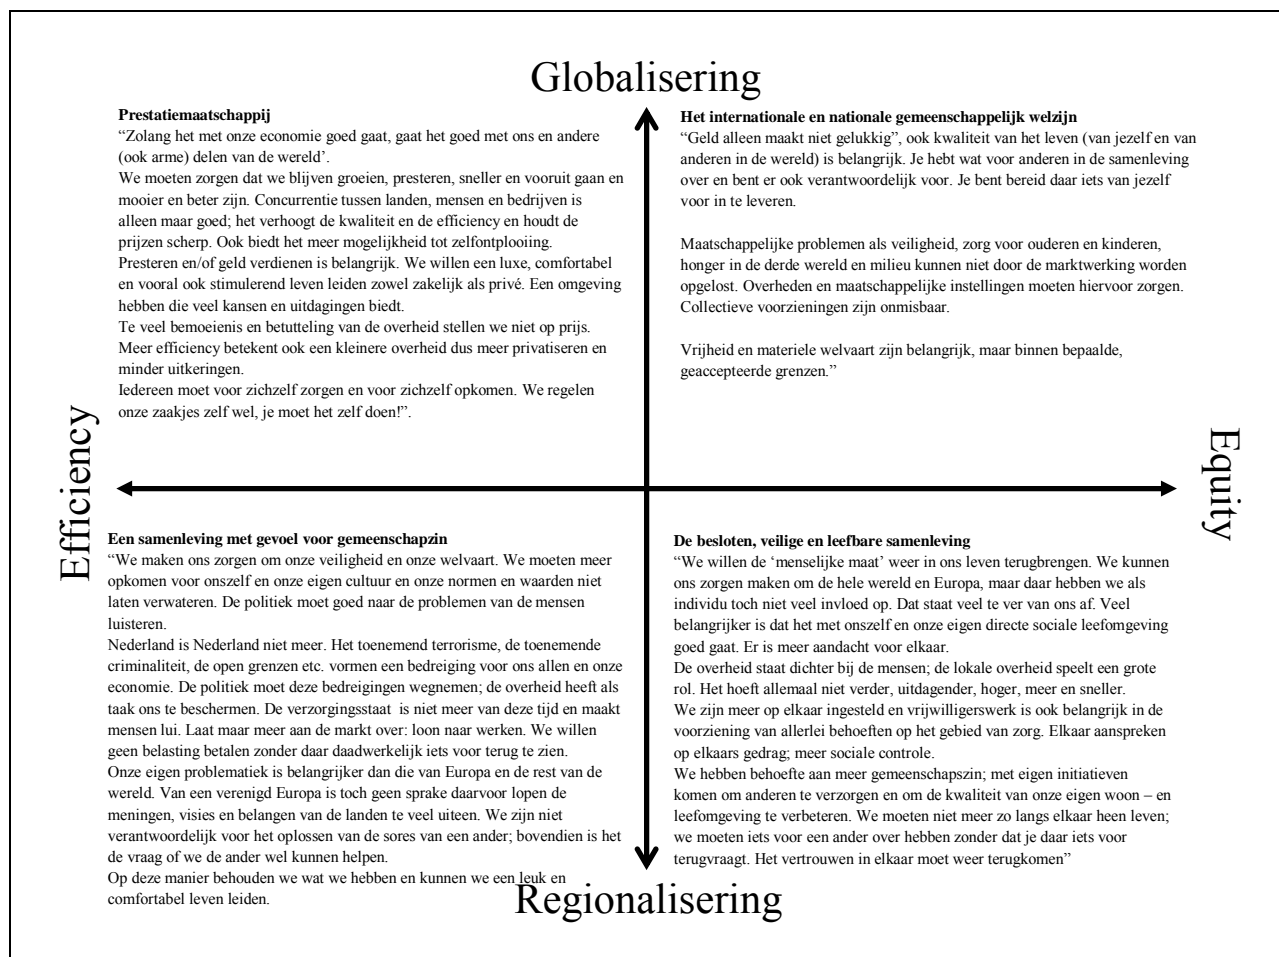 Globalisering
Prestatiemaatschappij
“Zolang het met onze economie goed gaat, gaat het goed met ons en andere
(ook arme) delen van de wereld’.
We moeten zorgen dat we blijven groeien, presteren, sneller en vooruit gaan en
mooier en beter zijn. Concurrentie tussen landen, mensen en bedrijven is
alleen maar goed; het verhoogt de kwaliteit en de efficiency en houdt de
prijzen scherp. Ook biedt het meer mogelijkheid tot zelfontplooiing.
Presteren en/of geld verdienen is belangrijk. We willen een luxe, comfortabel
en vooral ook stimulerend leven leiden zowel zakelijk als privé. Een omgeving
hebben die veel kansen en uitdagingen biedt.
Te veel bemoeienis en betutteling van de overheid stellen we niet op prijs.
Meer efficiency betekent ook een kleinere overheid dus meer privatiseren en
minder uitkeringen.
Iedereen moet voor zichzelf zorgen en voor zichzelf opkomen. We regelen
onze zaakjes zelf wel, je moet het zelf doen!”.
Het internationale en nationale gemeenschappelijk welzijn
“Geld alleen maakt niet gelukkig”, ook kwaliteit van het leven (van jezelf en van
anderen in de wereld) is belangrijk. Je hebt wat voor anderen in de samenleving
over en bent er ook verantwoordelijk voor. Je bent bereid daar iets van jezelf
voor in te leveren.
Maatschappelijke problemen als veiligheid, zorg voor ouderen en kinderen,
honger in de derde wereld en milieu kunnen niet door de marktwerking worden
opgelost. Overheden en maatschappelijke instellingen moeten hiervoor zorgen.
Collectieve voorzieningen zijn onmisbaar.
Vrijheid en materiele welvaart zijn belangrijk, maar binnen bepaalde,
geaccepteerde grenzen.”
Efficiency
Equity
Een samenleving met gevoel voor gemeenschapzin
“We maken ons zorgen om onze veiligheid en onze welvaart. We moeten meer
opkomen voor onszelf en onze eigen cultuur en onze normen en waarden niet
laten verwateren. De politiek moet goed naar de problemen van de mensen
luisteren.
Nederland is Nederland niet meer. Het toenemend terrorisme, de toenemende
criminaliteit, de open grenzen etc. vormen een bedreiging voor ons allen en onze
economie. De politiek moet deze bedreigingen wegnemen; de overheid heeft als
taak ons te beschermen. De verzorgingsstaat  is niet meer van deze tijd en maakt
mensen lui. Laat maar meer aan de markt over: loon naar werken. We willen
geen belasting betalen zonder daar daadwerkelijk iets voor terug te zien.
Onze eigen problematiek is belangrijker dan die van Europa en de rest van de
wereld. Van een verenigd Europa is toch geen sprake daarvoor lopen de
meningen, visies en belangen van de landen te veel uiteen. We zijn niet
verantwoordelijk voor het oplossen van de sores van een ander; bovendien is het
de vraag of we de ander wel kunnen helpen.
Op deze manier behouden we wat we hebben en kunnen we een leuk en
comfortabel leven leiden.
De besloten, veilige en leefbare samenleving
“We willen de ‘menselijke maat’ weer in ons leven terugbrengen. We kunnen
ons zorgen maken om de hele wereld en Europa, maar daar hebben we als
individu toch niet veel invloed op. Dat staat veel te ver van ons af. Veel
belangrijker is dat het met onszelf en onze eigen directe sociale leefomgeving
goed gaat. Er is meer aandacht voor elkaar.
De overheid staat dichter bij de mensen; de lokale overheid speelt een grote
rol. Het hoeft allemaal niet verder, uitdagender, hoger, meer en sneller.
We zijn meer op elkaar ingesteld en vrijwilligerswerk is ook belangrijk in de
voorziening van allerlei behoeften op het gebied van zorg. Elkaar aanspreken
op elkaars gedrag; meer sociale controle.
We hebben behoefte aan meer gemeenschapszin; met eigen initiatieven
komen om anderen te verzorgen en om de kwaliteit van onze eigen woon – en
leefomgeving te verbeteren. We moeten niet meer zo langs elkaar heen leven;
we moeten iets voor een ander over hebben zonder dat je daar iets voor
terugvraagt. Het vertrouwen in elkaar moet weer terugkomen”
Regionalisering